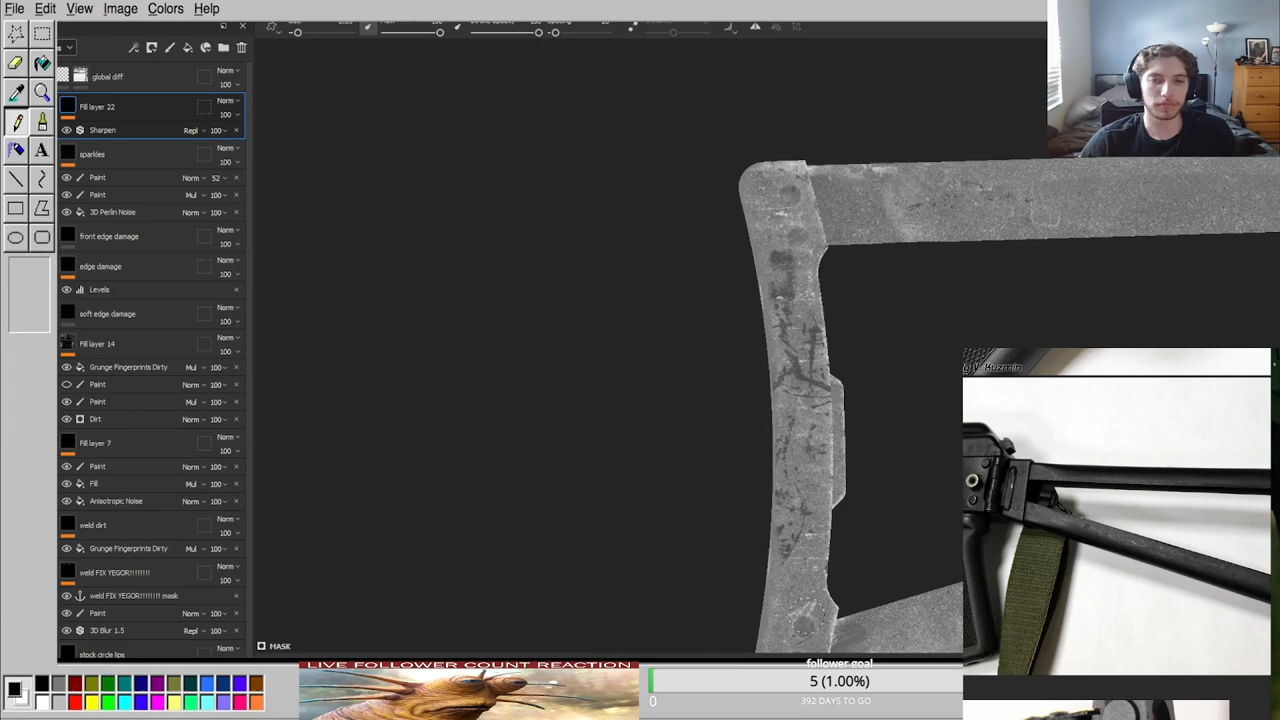 File Edit View Image Colors Help
global diff Norm
100
Fill layer 22 Norm
100
Sharpen Repl 100
sparkles Norm
100
Paint Norm 52
Paint Mul 100
3D Perlin Noise Norm 100
front edge damage Norm
100
edge damage Norm
100
Levels
soft edge damage Norm
100
Fill layer 14 Norm
100
Grunge Fingerprints Dirty Mul 100
Paint Norm 100
Paint Mul 100
Dirt Norm 100
Fill layer 7 Norm
100
Paint Norm 100
Fill Mul 100
Anisotropic Noise Norm 100
weld dirt Norm
100
Grunge Fingerprints Dirty Mul 100
weld FIX YEGOR!!!!!!!! Norm
100
weld FIX YEGOR!!!!!!!! mask
Paint Norm 100
3D Blur 1.5 Repl 100
stock circle lips Norm
MASK
V. Kuzmin
LIVE FOLLOWER COUNT REACTION
follower goal
0 5 (1.00%)
392 DAYS TO GO